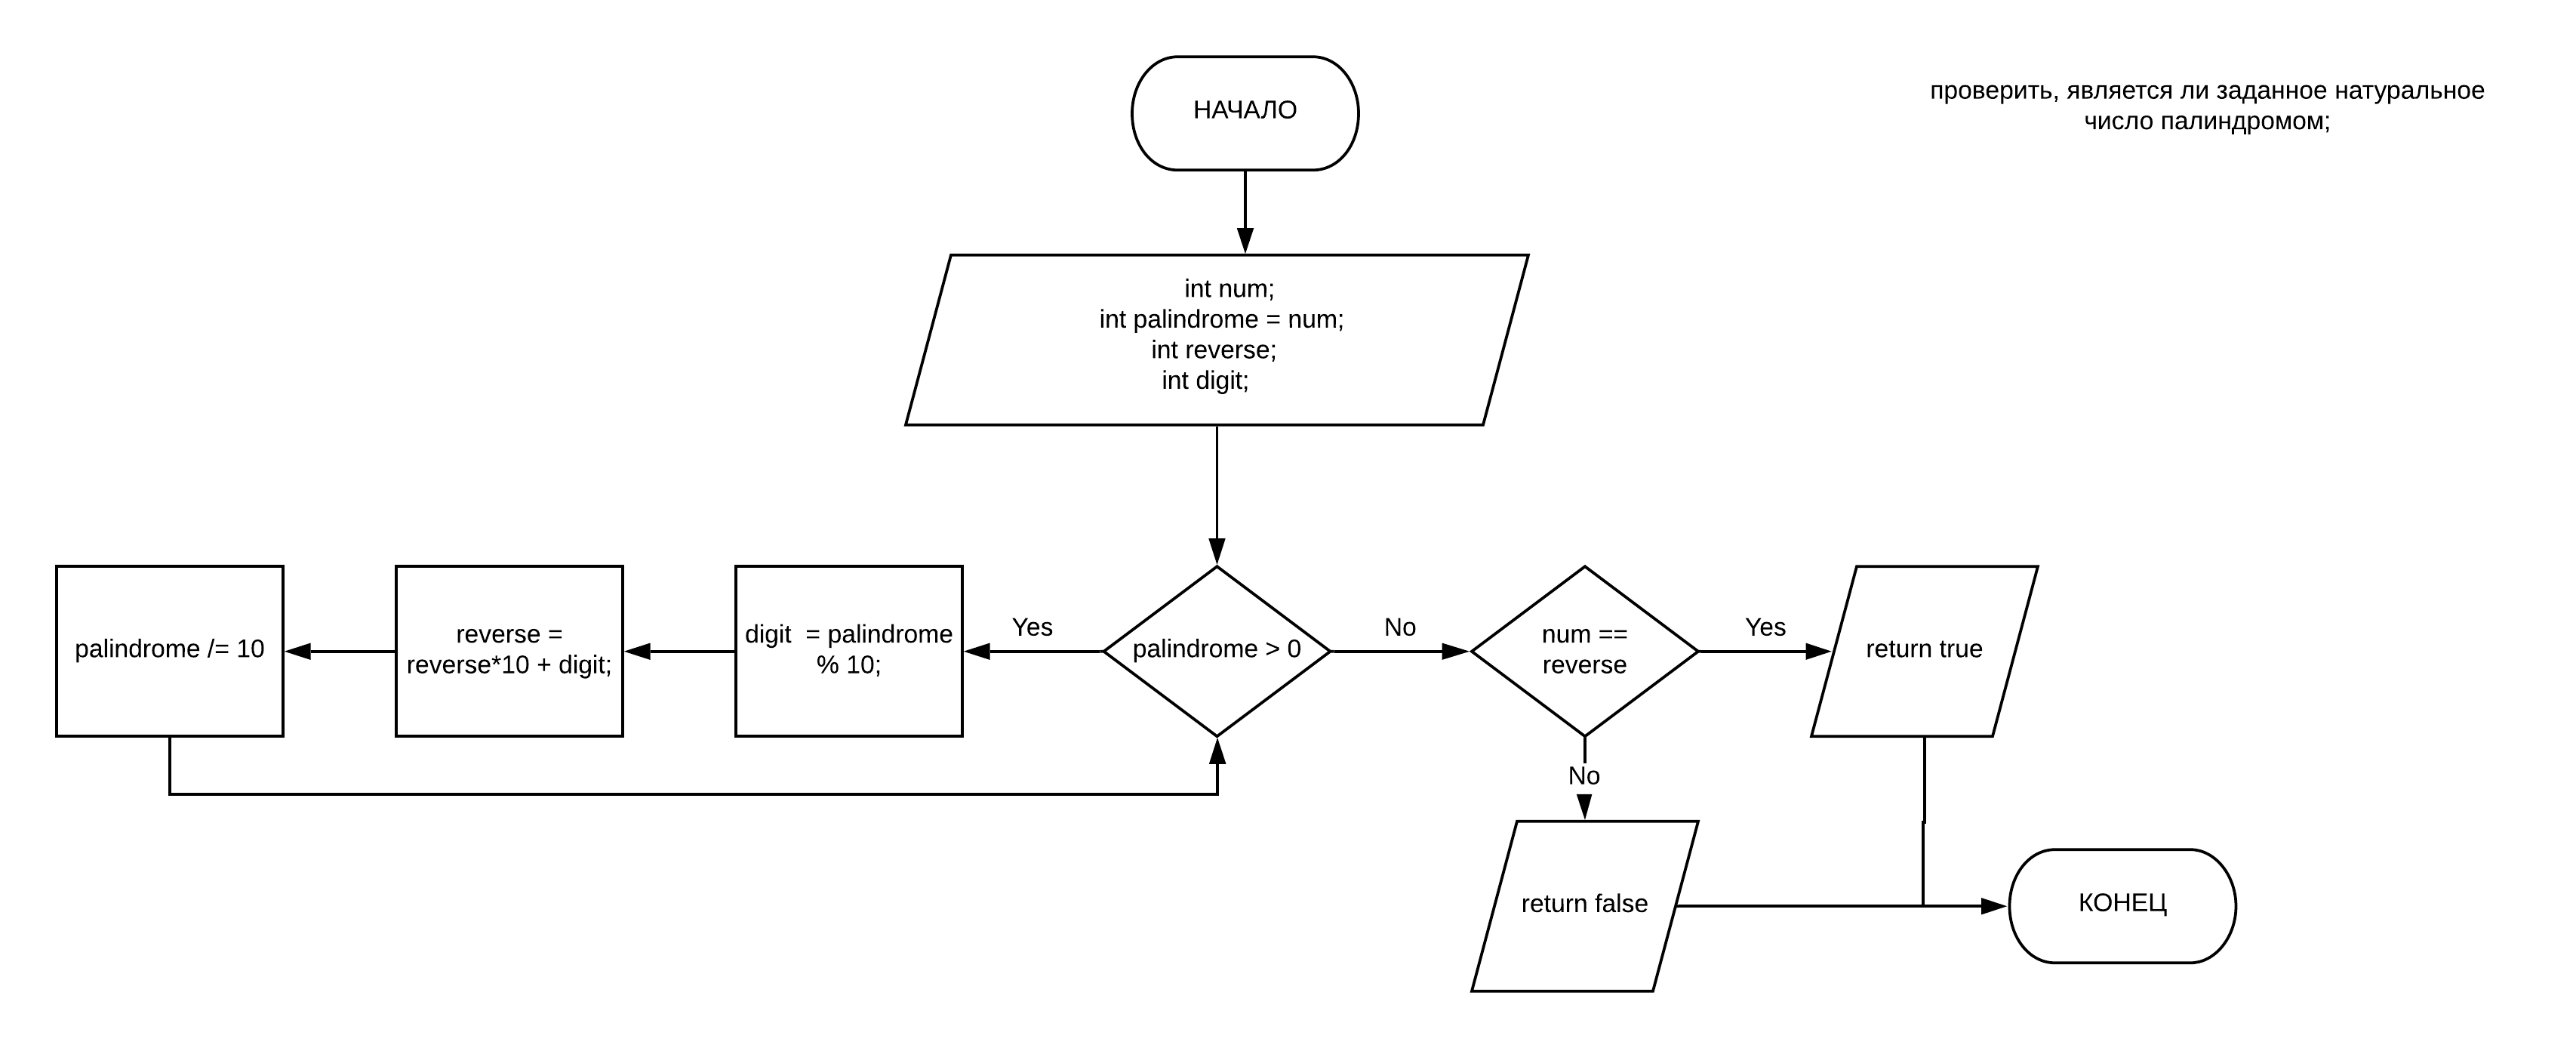 НАЧАЛО
проверить, является ли заданное натуральное
число палиндромом;
int num;
int palindrome = num;
int reverse;
int digit;
palindrome /= 10
reverse =
reverse*10 + digit;
digit  = palindrome
% 10;
Yes
palindrome > 0
No
num ==
reverse
Yes
return true
No
return false
КОНЕЦ